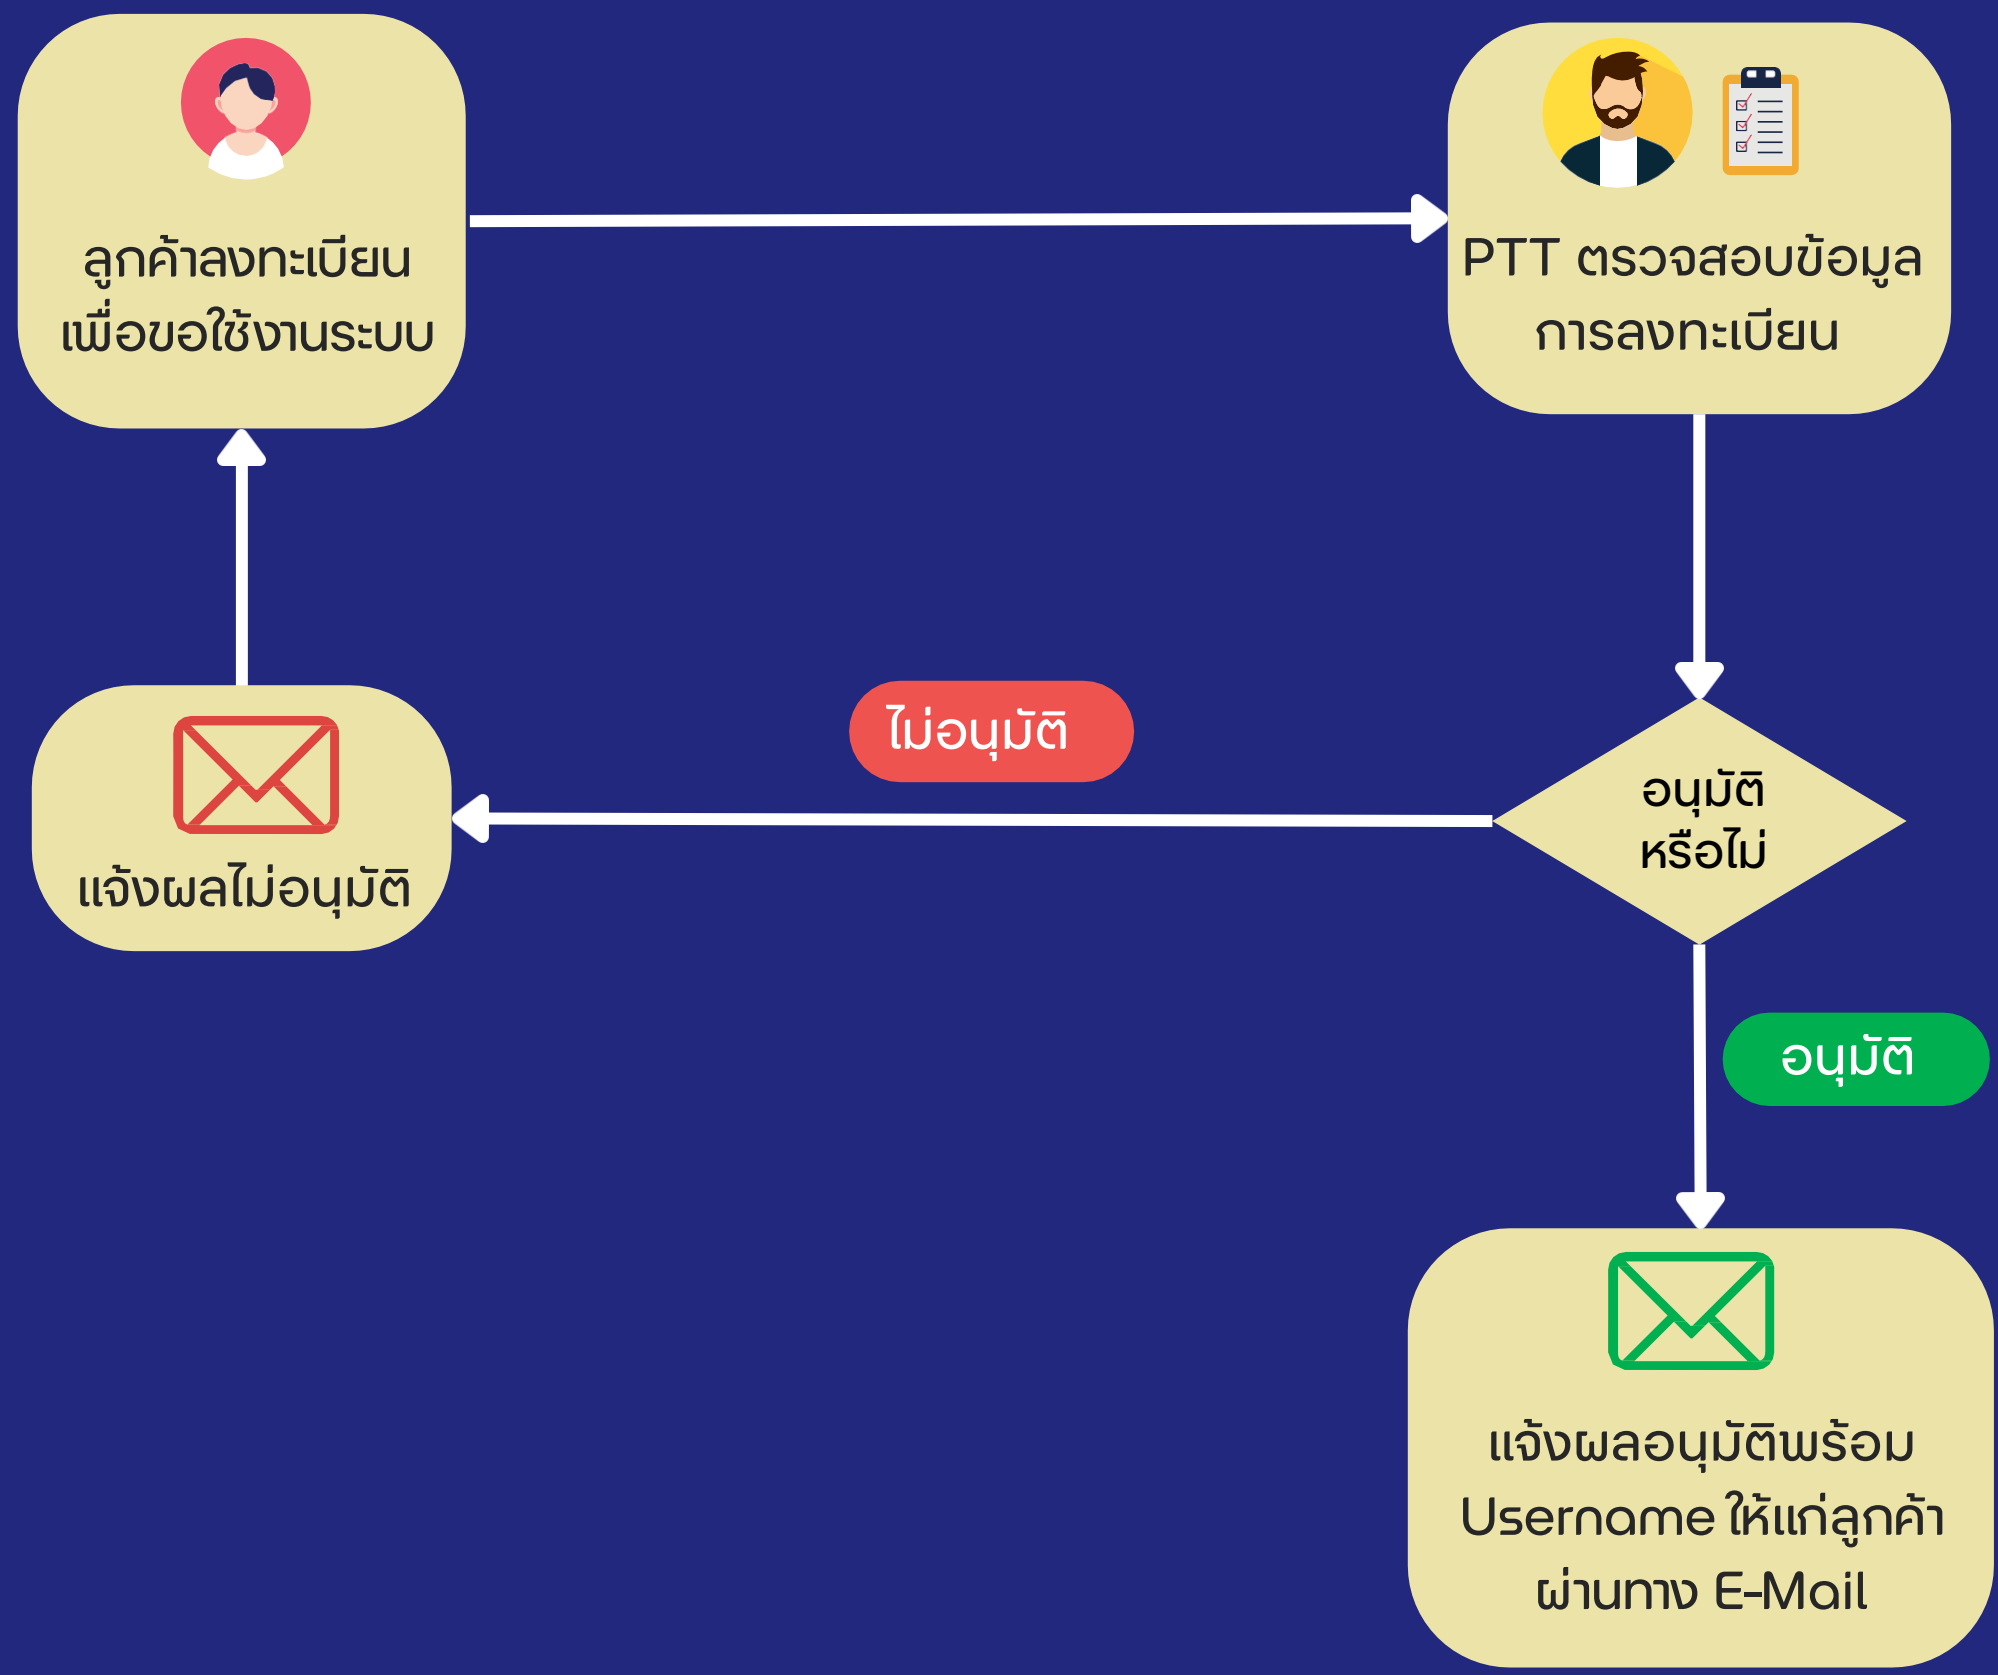 ลูกค้าลงทะเบียน
เพื่อขอใช้งานระบบ
PTT ตรวจสอบข้อมูล
การลงทะเบียน
ไม่อนุมัติ
อนุมัติ
หรือไม่
แจ้งผลไม่อนุมัติ
อนุมัติ
แจ้งผลอนุมัติพร้อม
Username ให้แก่ลูกค้า
ผ่านทาง E-Mail